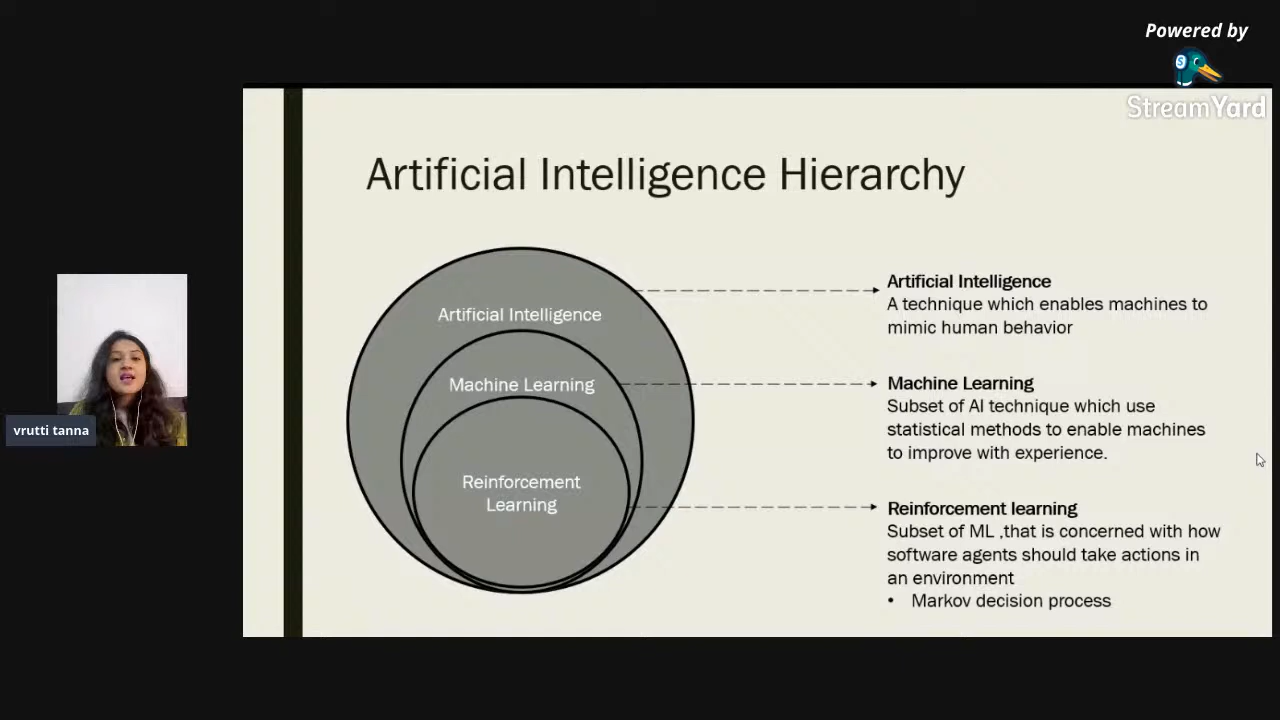 Powered by
StreamYard
Artificial Intelligence Hierarchy
Artificial Intelligence
Machine Learning
Reinforcement
Learning
Artificial Intelligence
A technique which enables machines to
mimic human behavior
Machine Learning
Subset of AI technique which use
statistical methods to enable machines
to improve with experience.
Reinforcement learning
Subset of ML ,that is concerned with how
software agents should take actions in
an environment
• Markov decision process
vrutti tanna